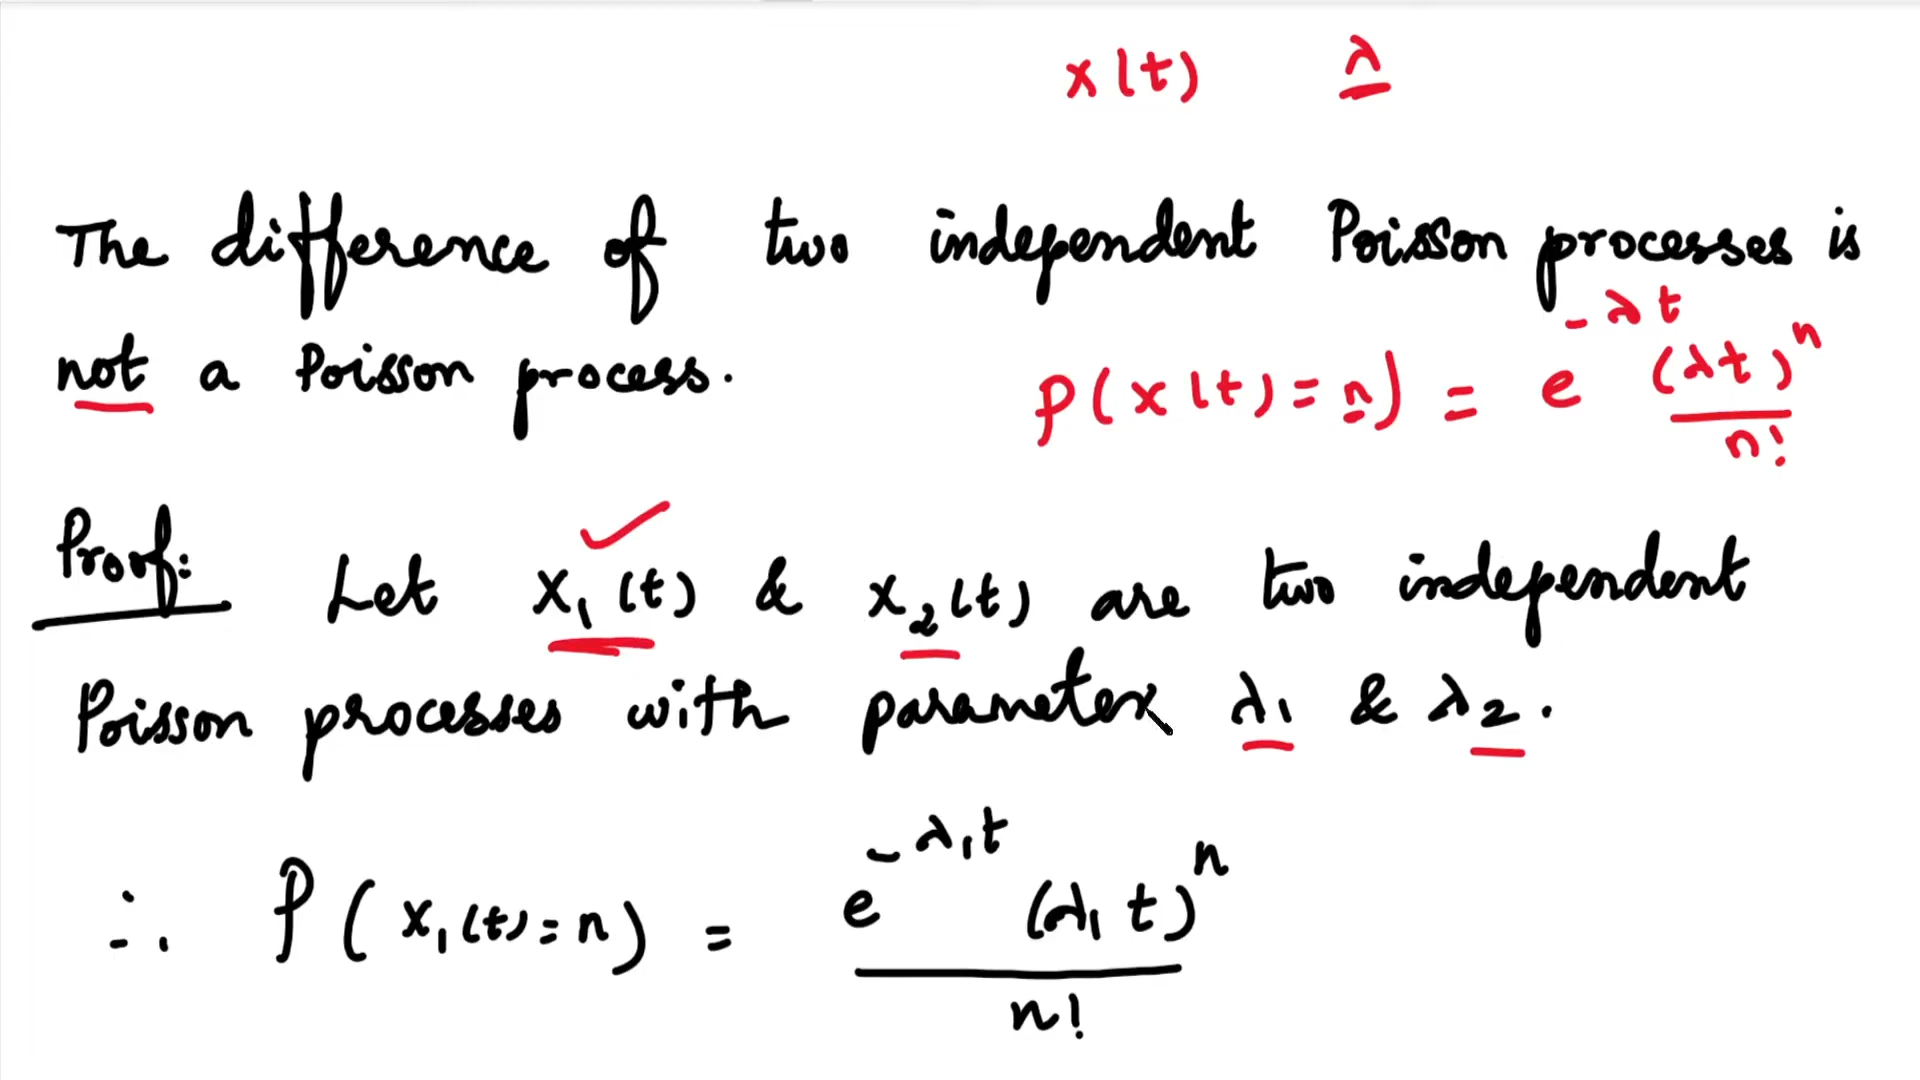 x(t) λ
The difference of two independent Poisson processes is
not a Poisson process.
P(x(t)=n) = e^{-λt} (λt)^n / n!
Proof: Let X₁(t) & X₂(t) are two independent
Poisson processes with parameter λ₁ & λ₂.
∴ P(X₁(t)=n) = e^{-λ₁t} (λ₁t)^n / n!